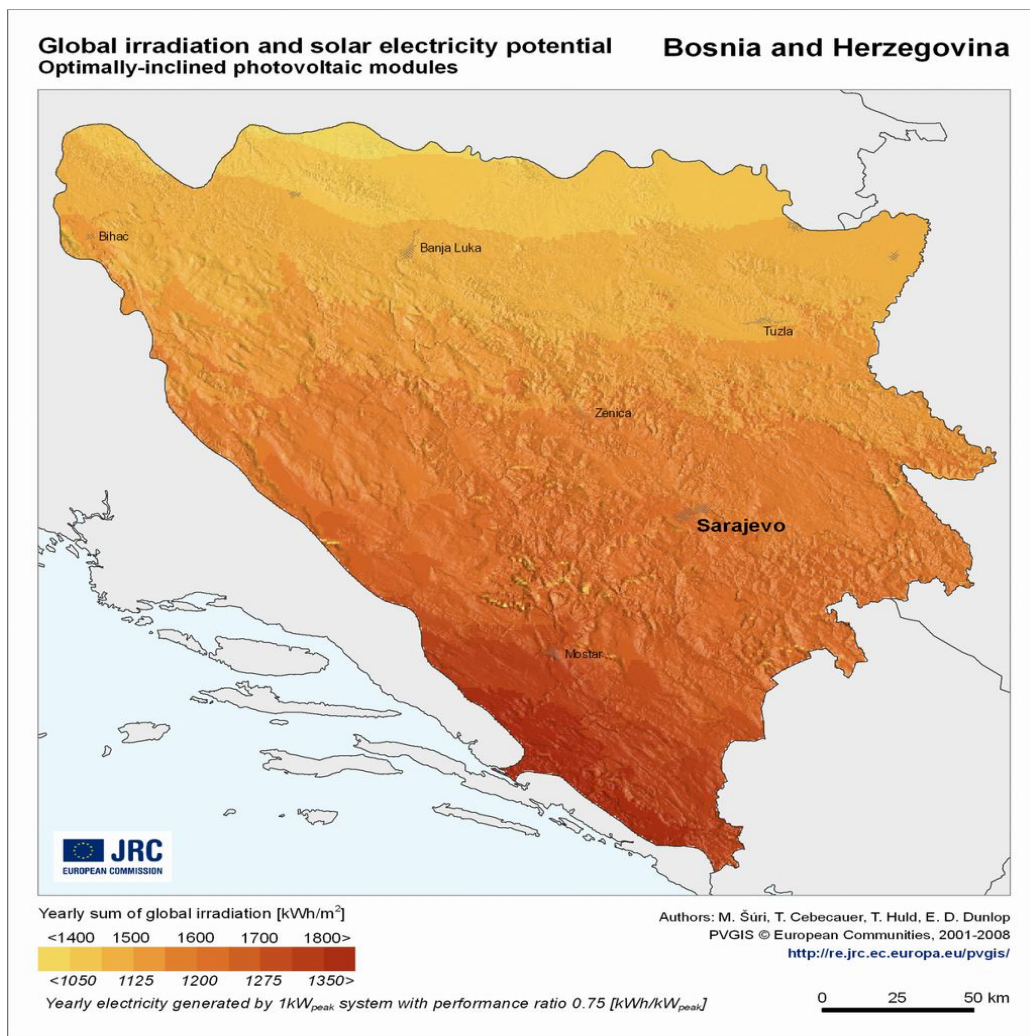 Global irradiation and solar electricity potential
Optimally-inclined photovoltaic modules
Bosnia and Herzegovina
Bihać
Banja Luka
Tuzla
Zenica
Sarajevo
Mostar
JRC
EUROPEAN COMMISSION
Yearly sum of global irradiation [kWh/m²]
<1400 1500 1600 1700 1800>
<1050 1125 1200 1275 1350>
Yearly electricity generated by 1kWpeak system with performance ratio 0.75 [kWh/kWpeak]
Authors: M. Šúri, T. Cebecauer, T. Huld, E. D. Dunlop
PVGIS © European Communities, 2001-2008
http://re.jrc.ec.europa.eu/pvgis/
0 25 50 km